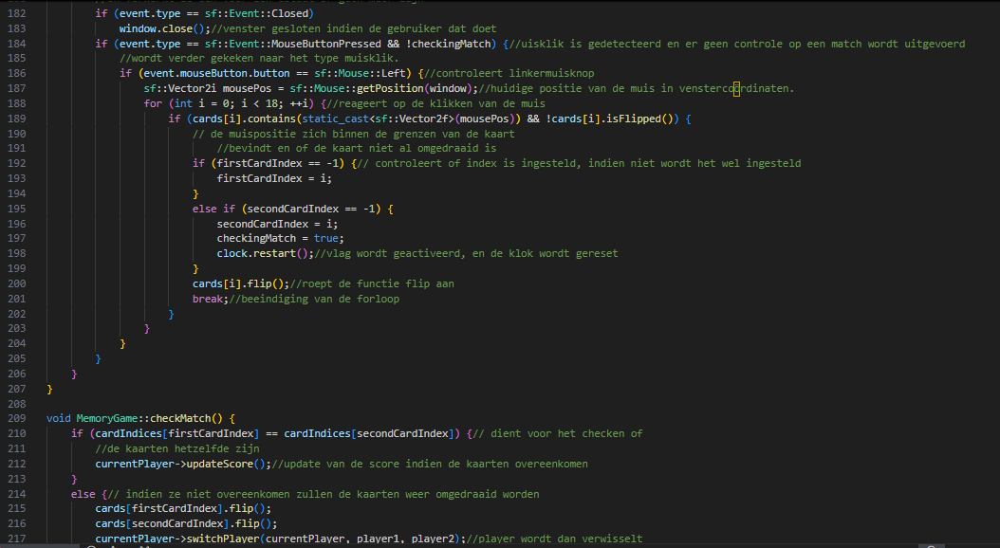 182 if (event.type == sf::Event::Closed)
183 window.close();//venster gesloten indien de gebruiker dat doet
184 if (event.type == sf::Event::MouseButtonPressed && !checkingMatch) {//uisklik is gedetecteerd en er geen controle op een match wordt uitgevoerd
185 //wordt verder gekeken naar het type muisklik.
186 if (event.mouseButton.button == sf::Mouse::Left) {//controleert linkermuisknop
187 sf::Vector2i mousePos = sf::Mouse::getPosition(window);//huidige positie van de muis in venstercoördinaten.
188 for (int i = 0; i < 18; ++i) {//reageert op de klikken van de muis
189 if (cards[i].contains(static_cast<sf::Vector2f>(mousePos)) && !cards[i].isFlipped()) {
190 // de muispositie zich binnen de grenzen van de kaart
191 //bevindt en of de kaart niet al omgedraaid is
192 if (firstCardIndex == -1) {// controleert of index is ingesteld, indien niet wordt het wel ingesteld
193 firstCardIndex = i;
194 }
195 else if (secondCardIndex == -1) {
196 secondCardIndex = i;
197 checkingMatch = true;
198 clock.restart();//vlag wordt geactiveerd, en de klok wordt gereset
199 }
200 cards[i].flip();//roept de functie flip aan
201 break;//beeindiging van de forloop
202 }
203 }
204 }
205 }
206 }
207 }
208
209 void MemoryGame::checkMatch() {
210 if (cardIndices[firstCardIndex] == cardIndices[secondCardIndex]) {// dient voor het checken of
211 //de kaarten hetzelfde zijn
212 currentPlayer->updateScore();//update van de score indien de kaarten overeenkomen
213 }
214 else {// indien ze niet overeenkomen zullen de kaarten weer omgedraaid worden
215 cards[firstCardIndex].flip();
216 cards[secondCardIndex].flip();
217 currentPlayer->switchPlayer(currentPlayer, player1, player2);//player wordt dan verwisselt